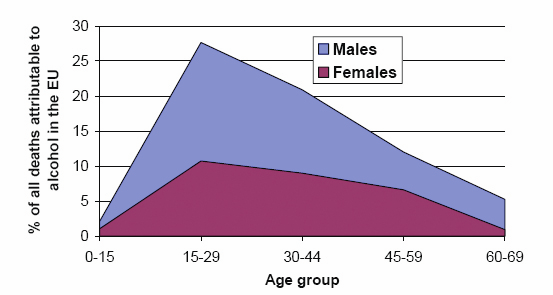 % of all deaths attributable to
alcohol in the EU
30
25
20
15
10
5
0
Males
Females
0-15 15-29 30-44 45-59 60-69
Age group